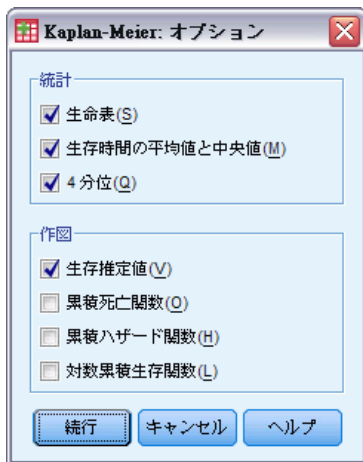 Kaplan-Meier: オプション
統計
生命表(S)
生存時間の平均値と中央値(M)
4分位(Q)
作図
生存推定値(V)
累積死亡関数(O)
累積ハザード関数(H)
対数累積生存関数(L)
続行 キャンセル ヘルプ